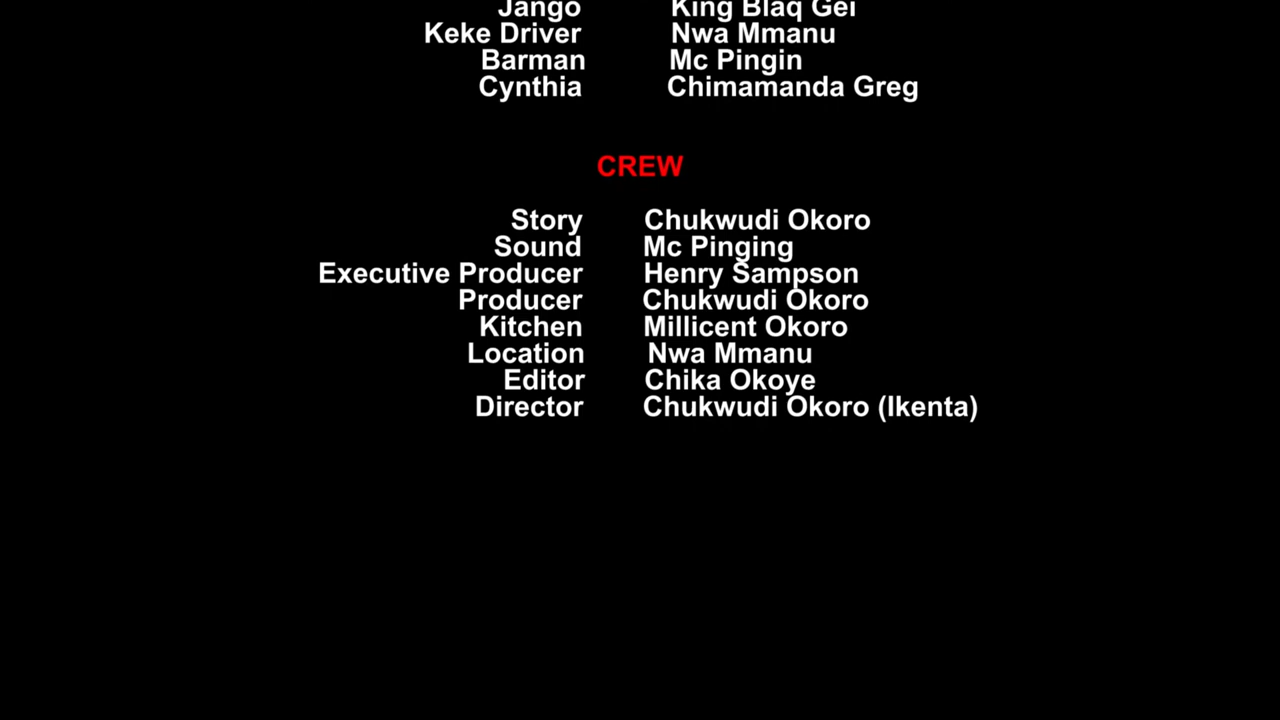 Jango King Blaq Gei
Keke Driver Nwa Mmanu
Barman Mc Pingin
Cynthia Chimamanda Greg
CREW
Story Chukwudi Okoro
Sound Mc Pinging
Executive Producer Henry Sampson
Producer Chukwudi Okoro
Kitchen Millicent Okoro
Location Nwa Mmanu
Editor Chika Okoye
Director Chukwudi Okoro (Ikenta)